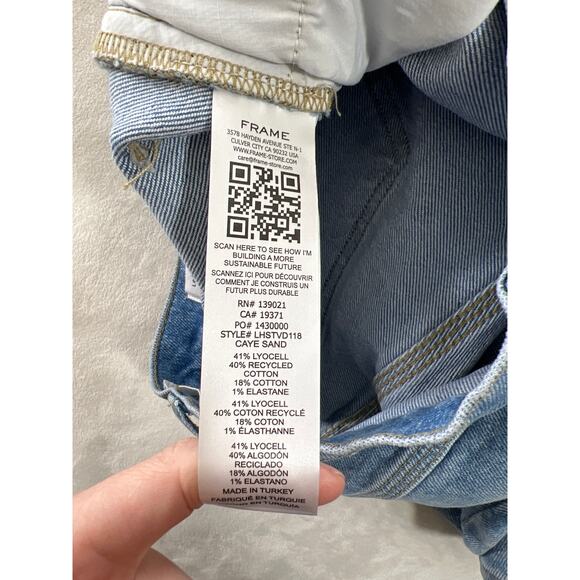 FRAME
3578 HAYDEN AVENUE STE N-1
CULVER CITY CA 90232 USA
WWW.FRAME-STORE.COM
care@frame-store.com
SCAN HERE TO SEE HOW I'M
BUILDING A MORE
SUSTAINABLE FUTURE
SCANNEZ ICI POUR DÉCOUVRIR
COMMENT JE CONSTRUIS UN
FUTUR PLUS DURABLE
RN# 139021
CA# 19371
PO# 1430000
STYLE# LHSTVD118
CAYE SAND
41% LYOCELL
40% RECYCLED
COTTON
18% COTTON
1% ELASTANE
41% LYOCELL
40% COTON RECYCLÉ
18% COTON
1% ÉLASTHANNE
41% LYOCELL
40% ALGODÓN
RECICLADO
18% ALGODÓN
1% ELASTANO
MADE IN TURKEY
FABRIQUÉ EN TURQUIE
EN TURQUÍA